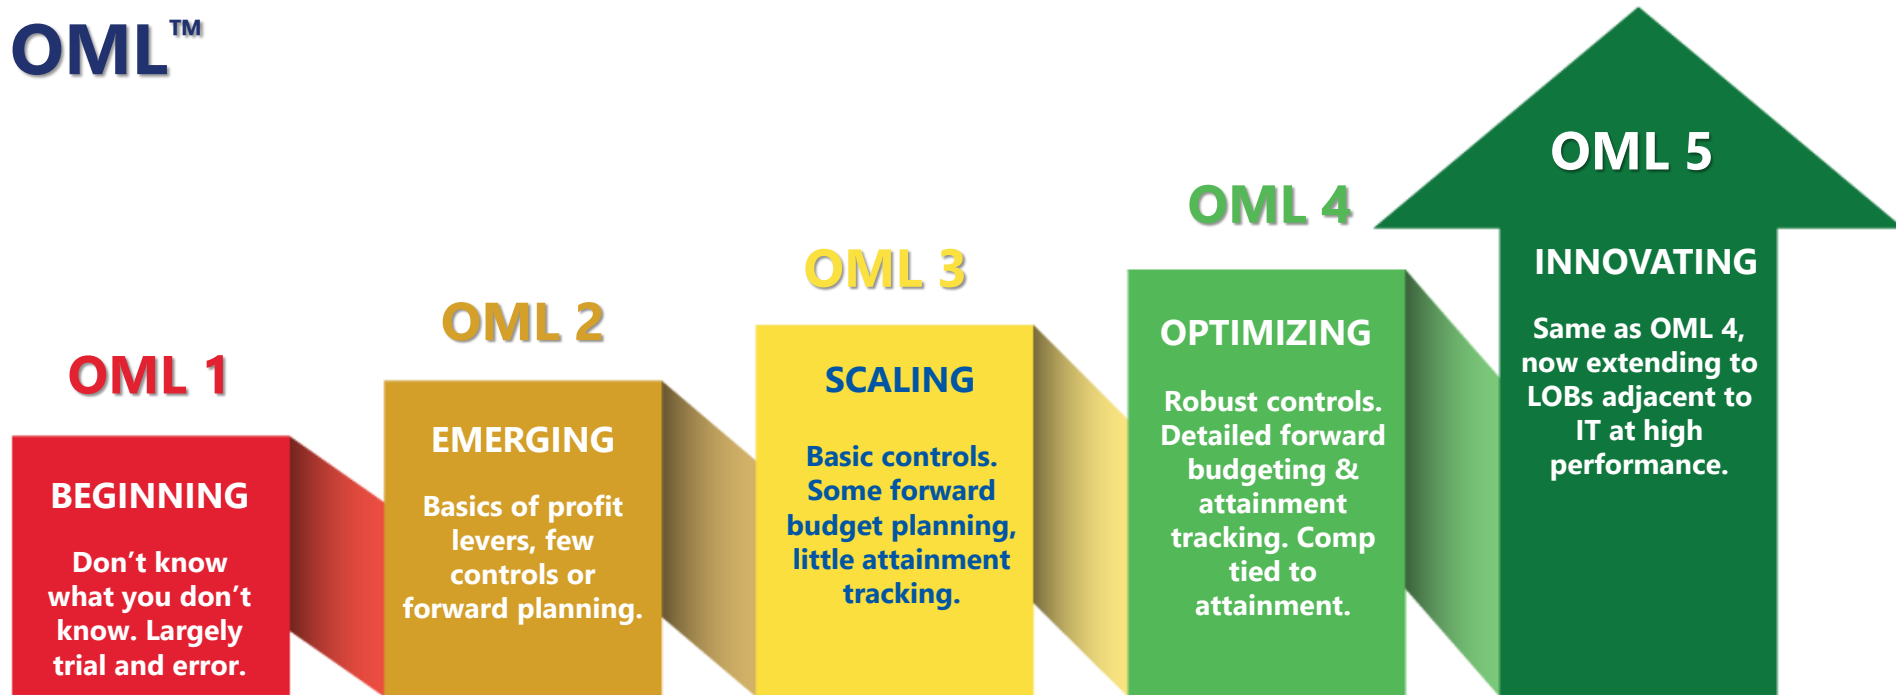 OML™
OML 1
BEGINNING
Don’t know
what you don’t
know. Largely
trial and error.
OML 2
EMERGING
Basics of profit
levers, few
controls or
forward planning.
OML 3
SCALING
Basic controls.
Some forward
budget planning,
little attainment
tracking.
OML 4
OPTIMIZING
Robust controls.
Detailed forward
budgeting &
attainment
tracking. Comp
tied to
attainment.
OML 5
INNOVATING
Same as OML 4,
now extending to
LOBs adjacent to
IT at high
performance.